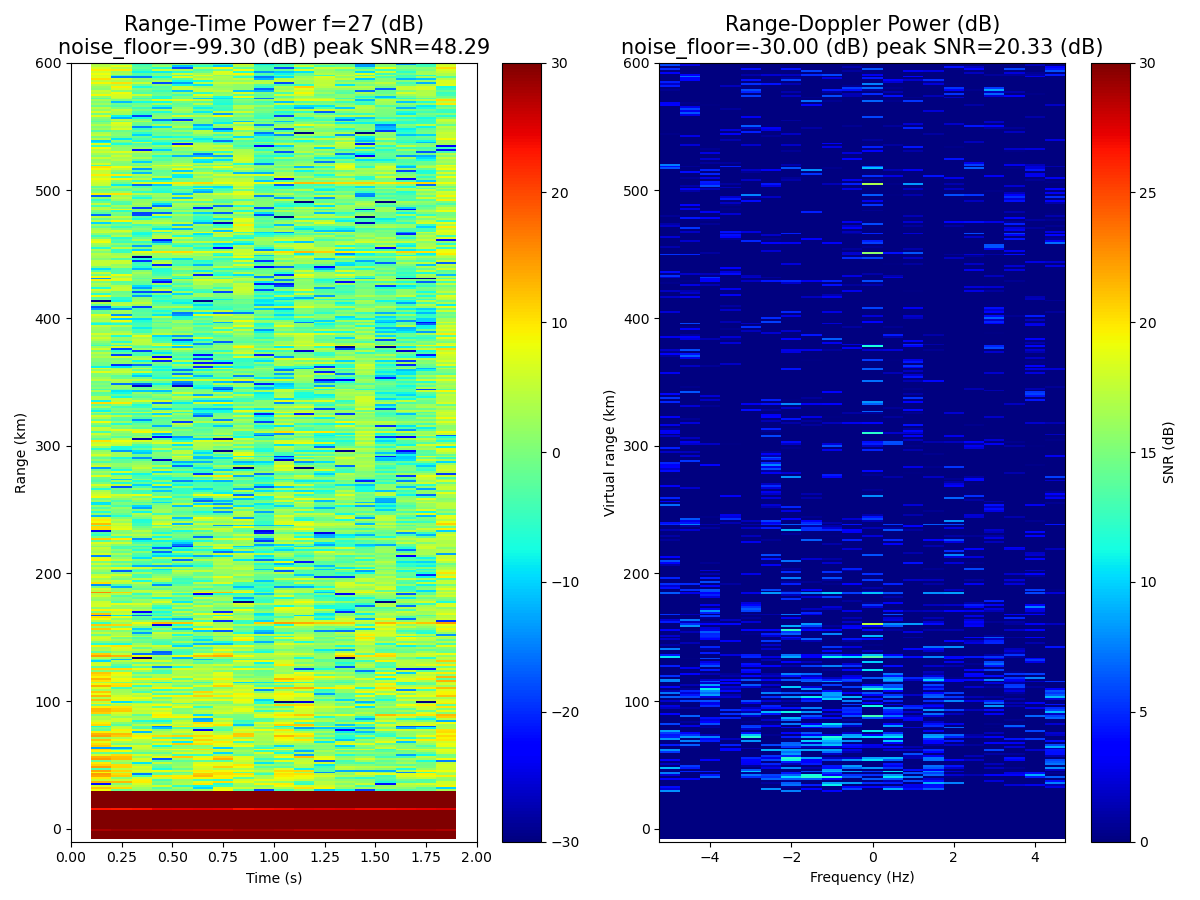 Range-Time Power f=27 (dB)
noise_floor=-99.30 (dB) peak SNR=48.29
600
500
400
300
200
100
0
Range (km)
0.00 0.25 0.50 0.75 1.00 1.25 1.50 1.75 2.00
Time (s)
30
20
10
0
−10
−20
−30
Range-Doppler Power (dB)
noise_floor=-30.00 (dB) peak SNR=20.33 (dB)
600
500
400
300
200
100
0
Virtual range (km)
−4 −2 0 2 4
Frequency (Hz)
30
25
20
15
10
5
0
SNR (dB)